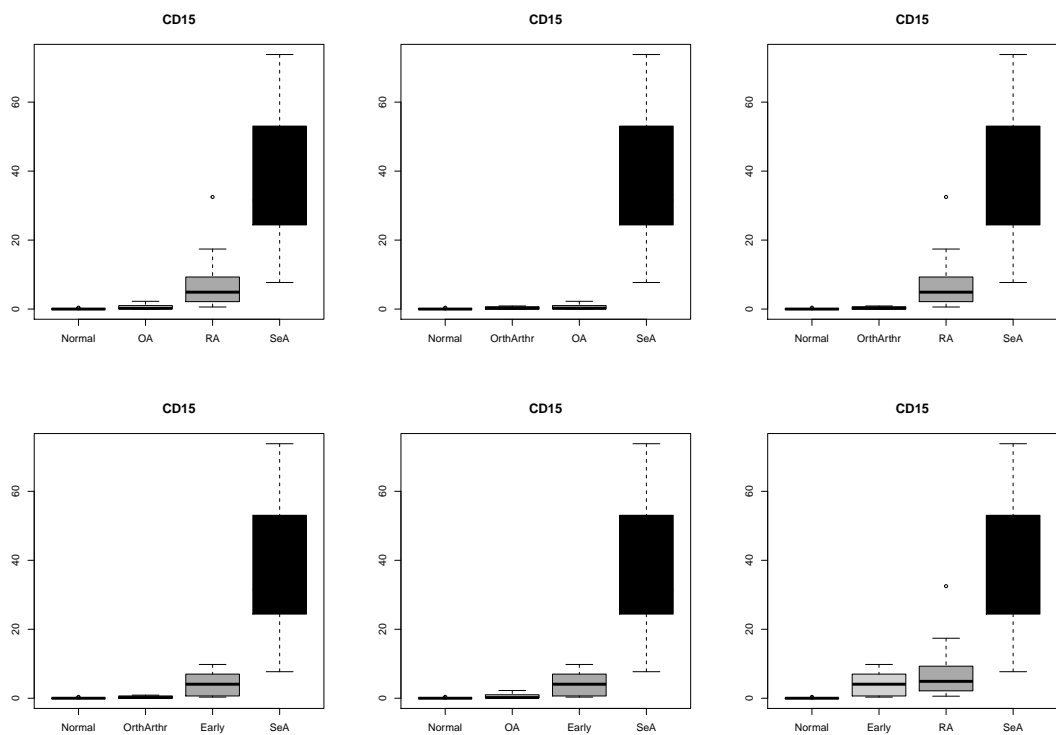 CD15
CD15
CD15
60
40
20
0
Normal OA RA SeA
60
40
20
0
Normal OrthArthr OA SeA
60
40
20
0
Normal OrthArthr RA SeA
CD15
CD15
CD15
60
40
20
0
Normal OrthArthr Early SeA
60
40
20
0
Normal OA Early SeA
60
40
20
0
Normal Early RA SeA